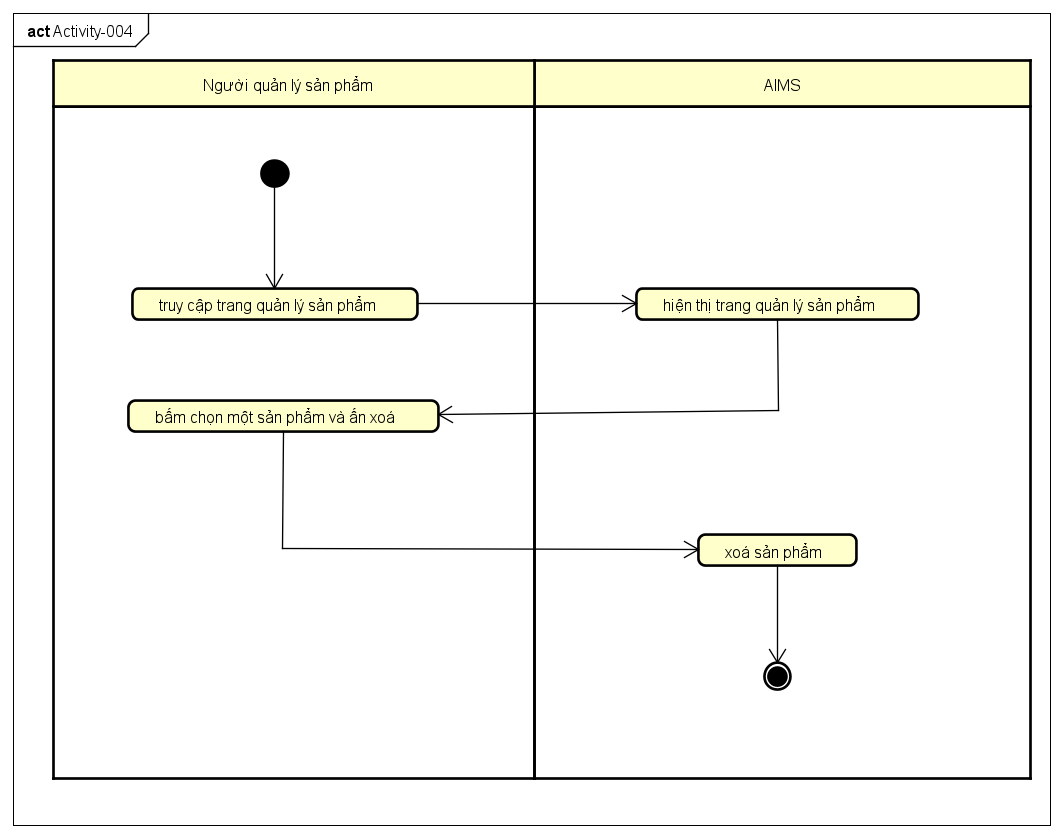 act Activity-004
Người quản lý sản phẩm
AIMS
truy cập trang quản lý sản phẩm
hiện thị trang quản lý sản phẩm
bấm chọn một sản phẩm và ấn xoá
xoá sản phẩm